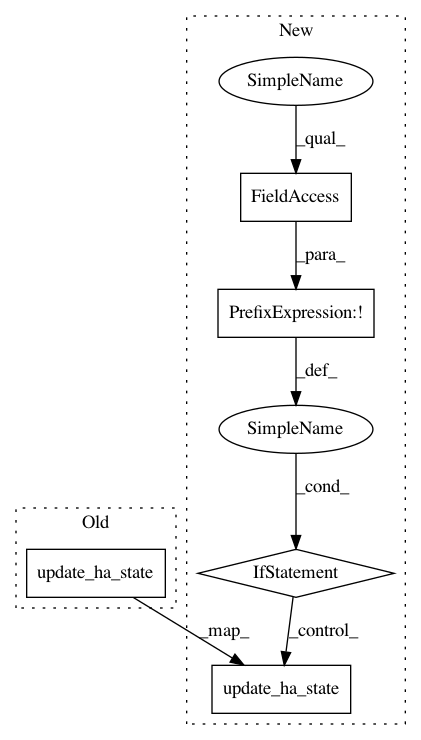 New
SimpleName
_qual_
FieldAccess
_para_
PrefixExpression:!
_def_
SimpleName
_cond_
Old
update_ha_state
IfStatement
_map_
_control_
update_ha_state